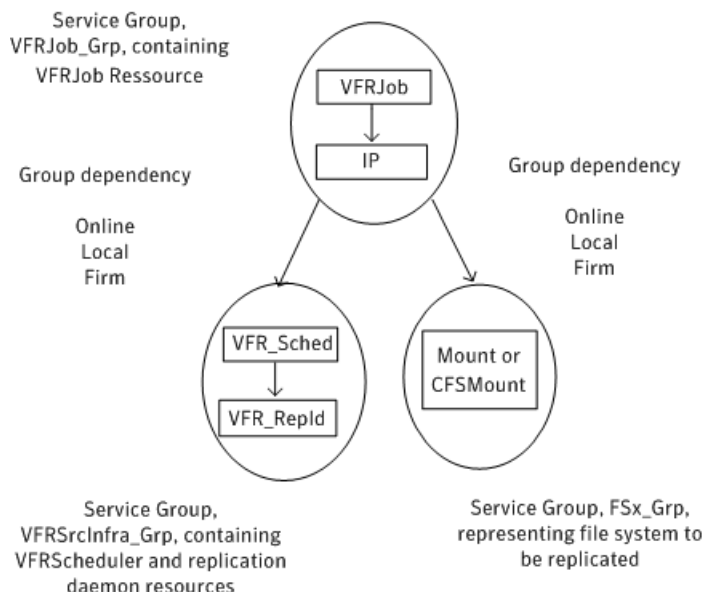 Service Group,
VFRJob_Grp, containing
VFRJob Ressource
VFRJob
IP
Group dependency
Online
Local
Firm
Group dependency
Online
Local
Firm
VFR_Sched
VFR_Repld
Mount or
CFSMount
Service Group,
VFRSrcInfra_Grp, containing
VFRScheduler and replication
daemon resources
Service Group, FSx_Grp,
representing file system to
be replicated